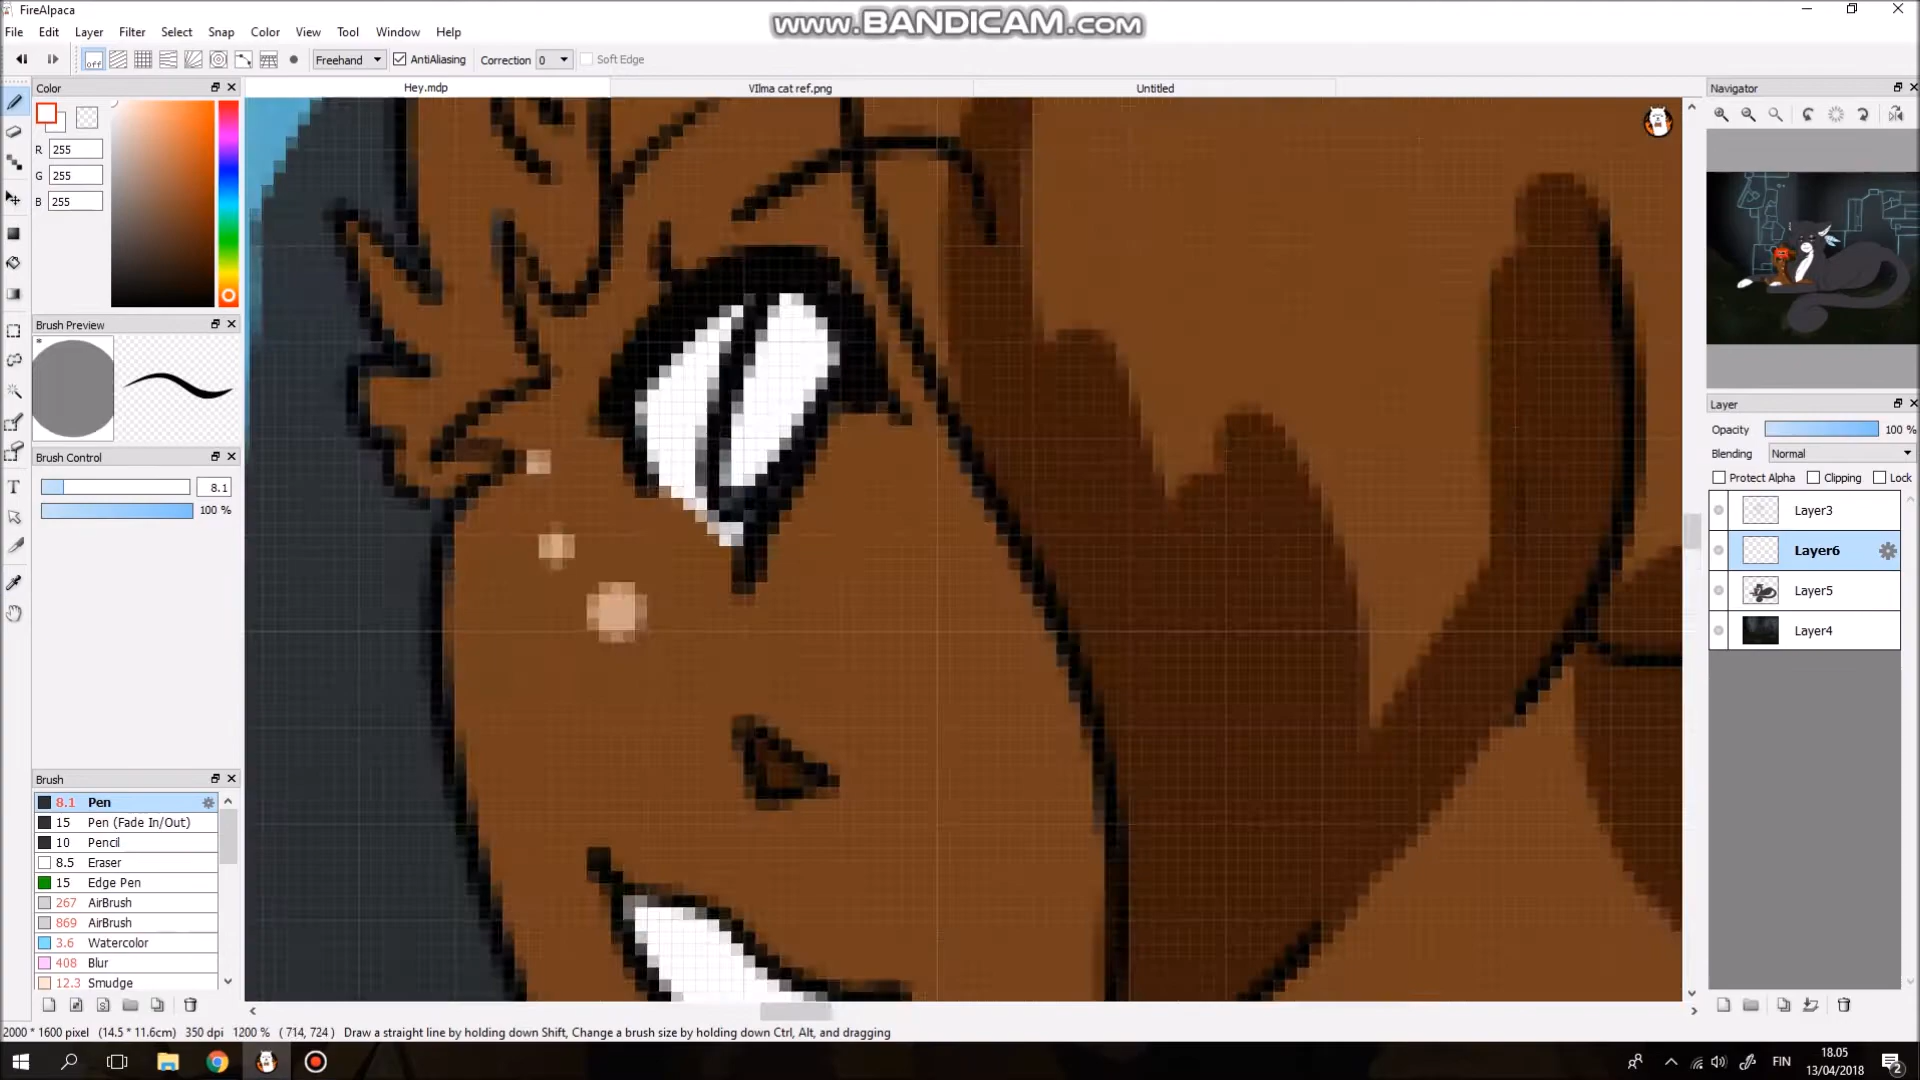 FireAlpaca
www.BANDICAM.com
File Edit Layer Filter Select Snap Color View Tool Window Help
off Freehand AntiAliasing Correction 0 Soft Edge
Color Hey.mdp VIlma cat ref.png Untitled Navigator
R 255
G 255
B 255
Brush Preview
Layer
Opacity 100 %
Blending Normal
Brush Control
Protect Alpha Clipping Lock
8.1
100 %
Layer3
Layer6
Layer5
Layer4
Brush
8.1 Pen
15 Pen (Fade In/Out)
10 Pencil
8.5 Eraser
15 Edge Pen
267 AirBrush
869 AirBrush
3.6 Watercolor
408 Blur
12.3 Smudge
2000 * 1600 pixel (14.5 * 11.6cm) 350 dpi 1200 % ( 714, 724 ) Draw a straight line by holding down Shift, Change a brush size by holding down Ctrl, Alt, and dragging
FIN 18.05
13/04/2018 2